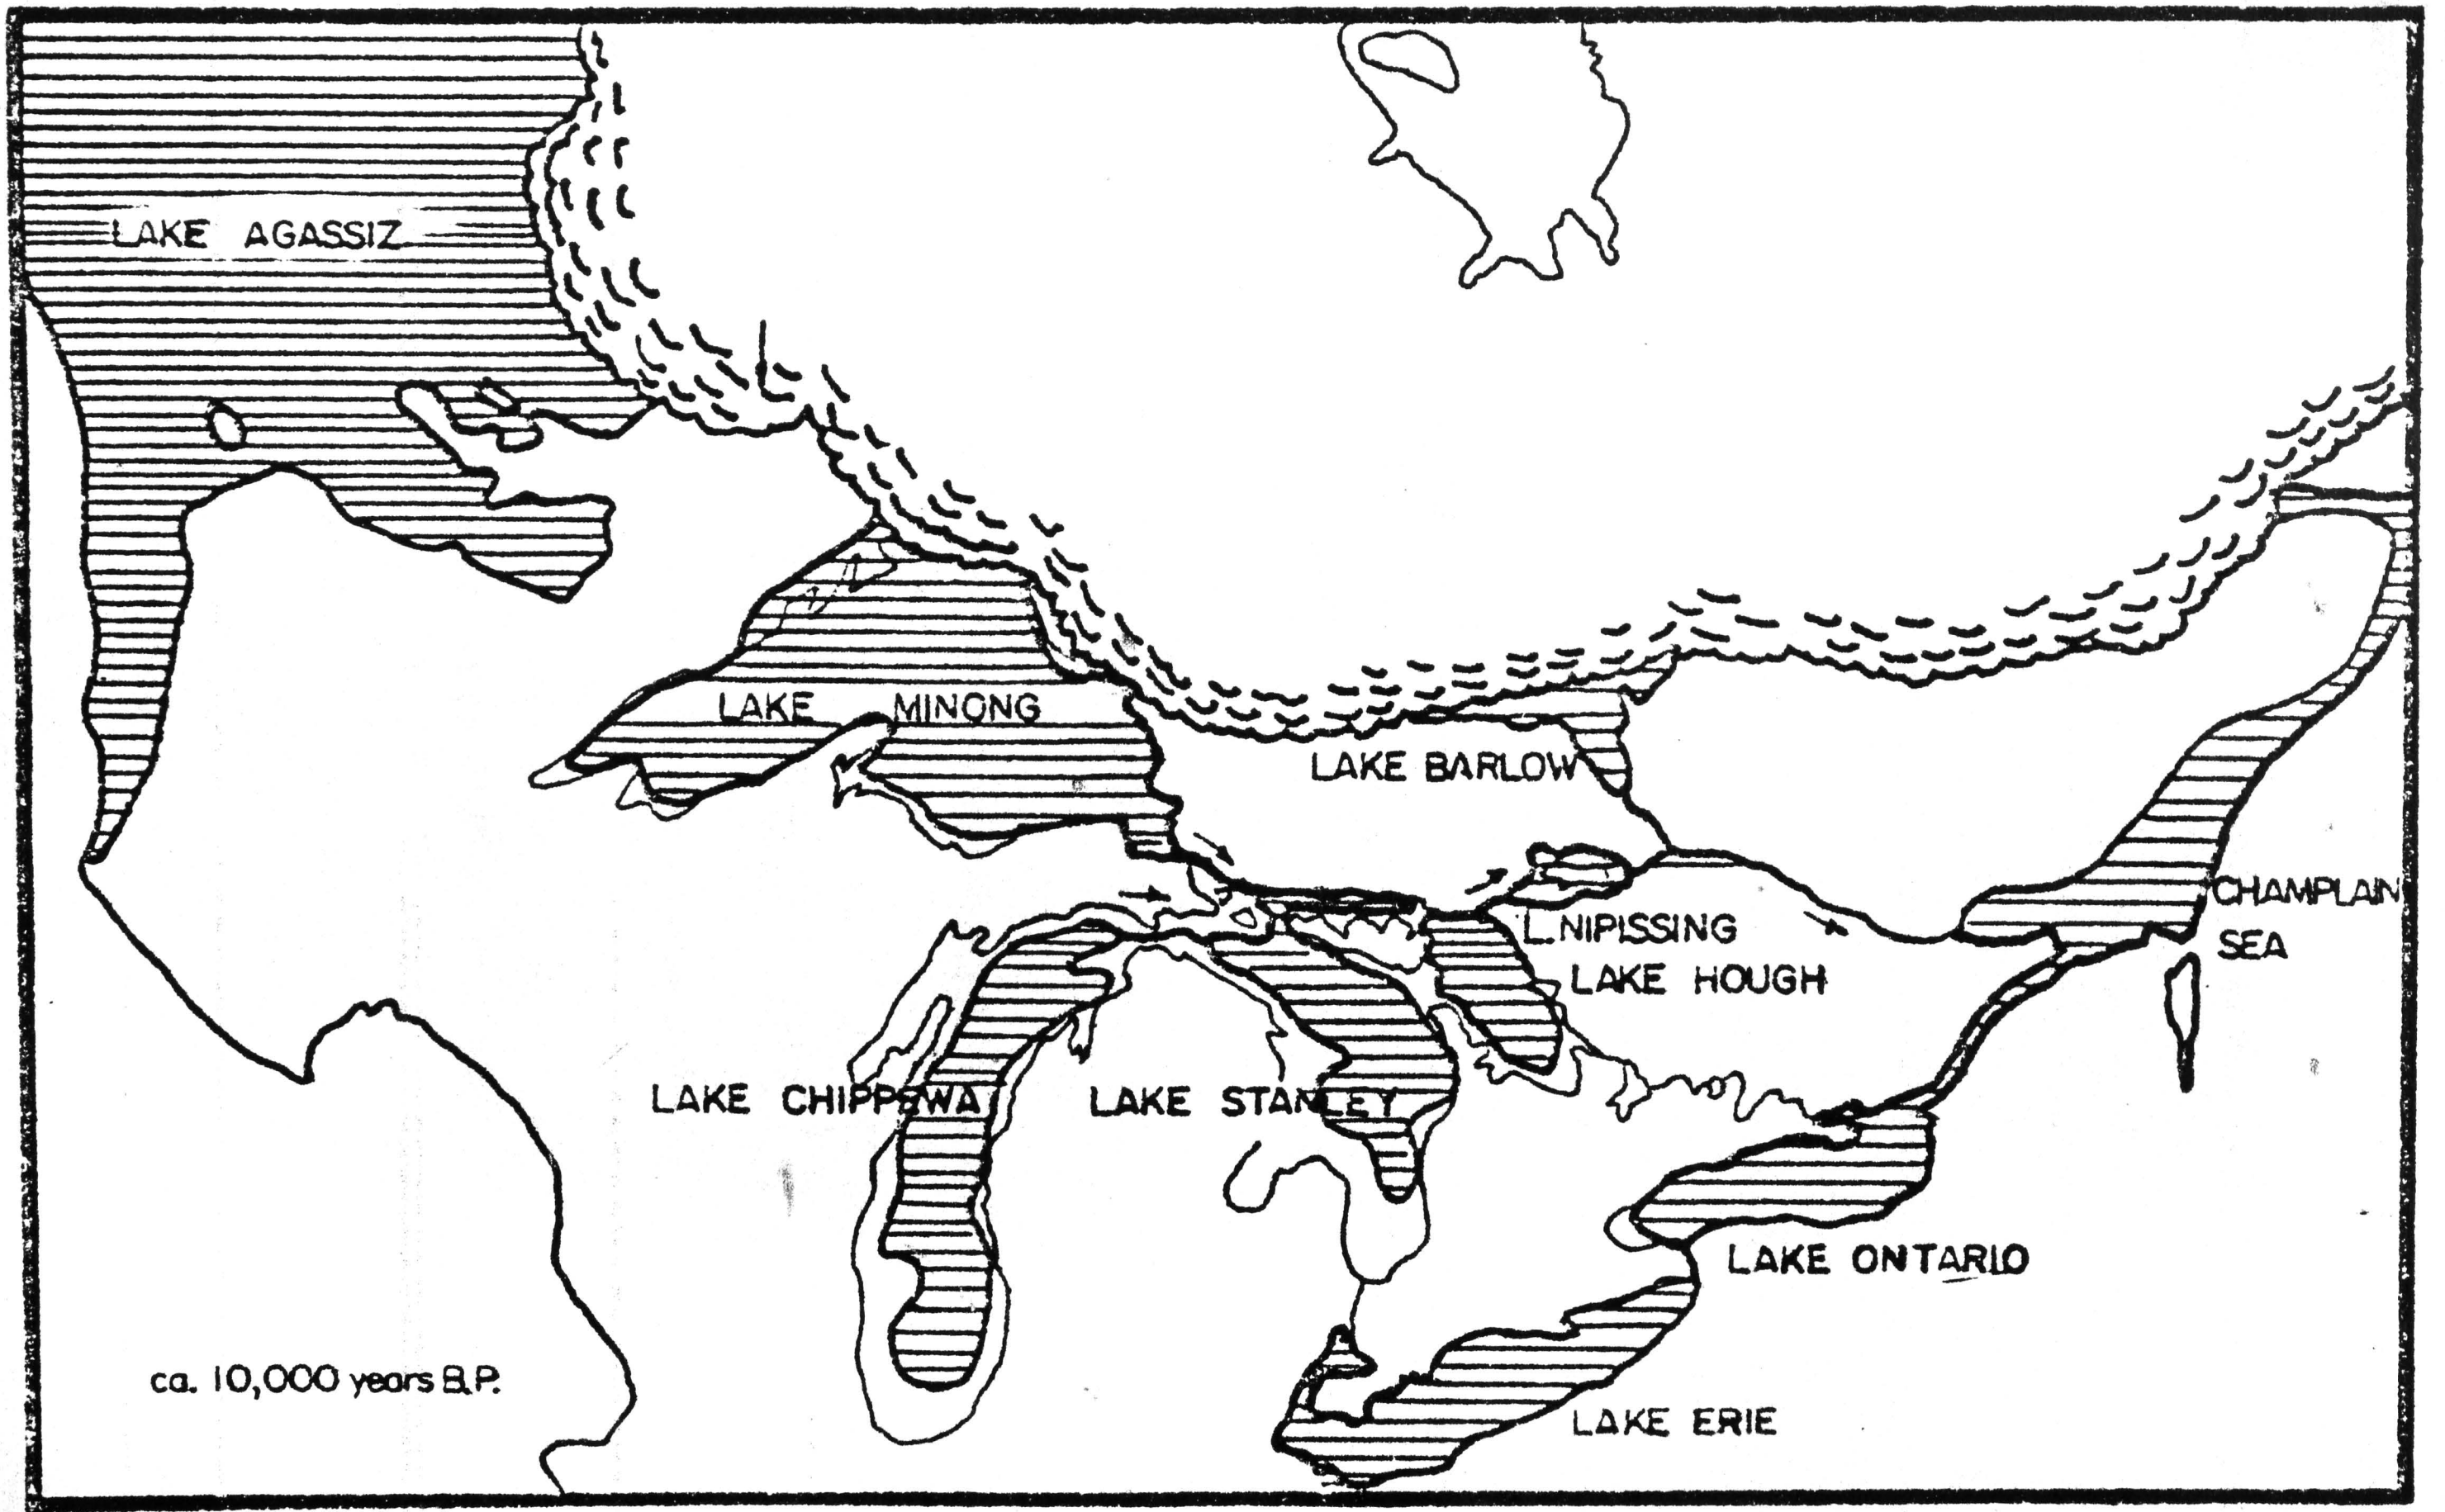 LAKE AGASSIZ
LAKE MINONG
LAKE BARLOW
CHAMPLAIN
SEA
L. NIPISSING
LAKE HOUGH
LAKE CHIPPEWA
LAKE STANLEY
LAKE ONTARIO
ca. 10,000 years B.P.
LAKE ERIE